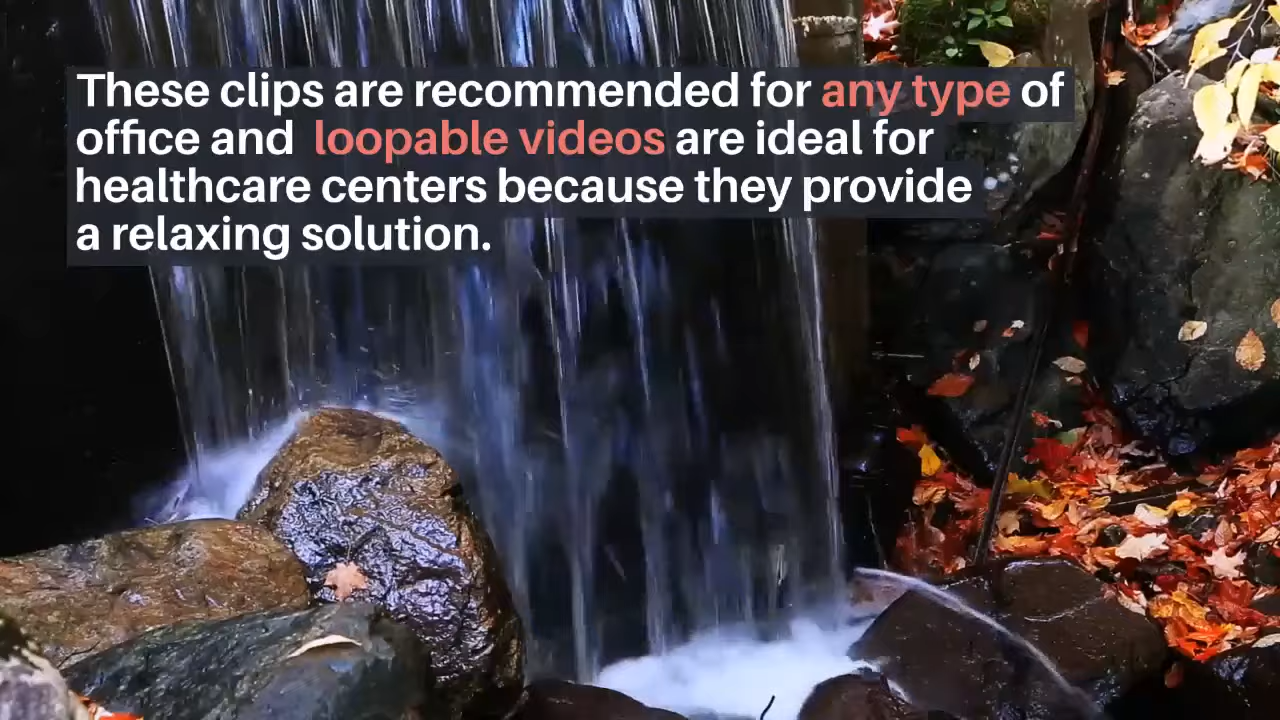 These clips are recommended for any type of
office and loopable videos are ideal for
healthcare centers because they provide
a relaxing solution.